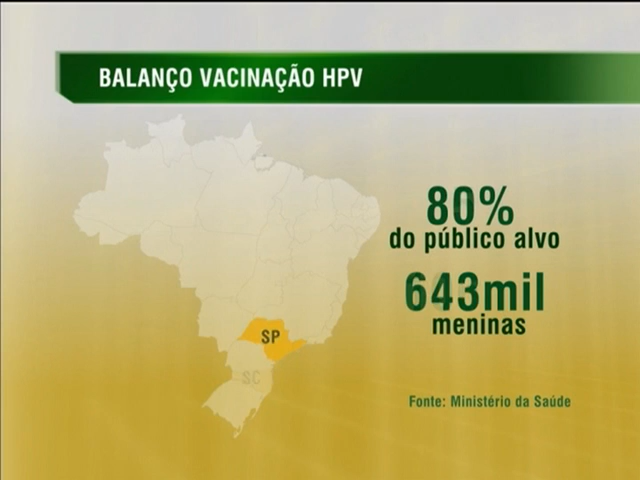 BALANÇO VACINAÇÃO HPV
80%
do público alvo
643mil
meninas
SP
SC
Fonte: Ministério da Saúde